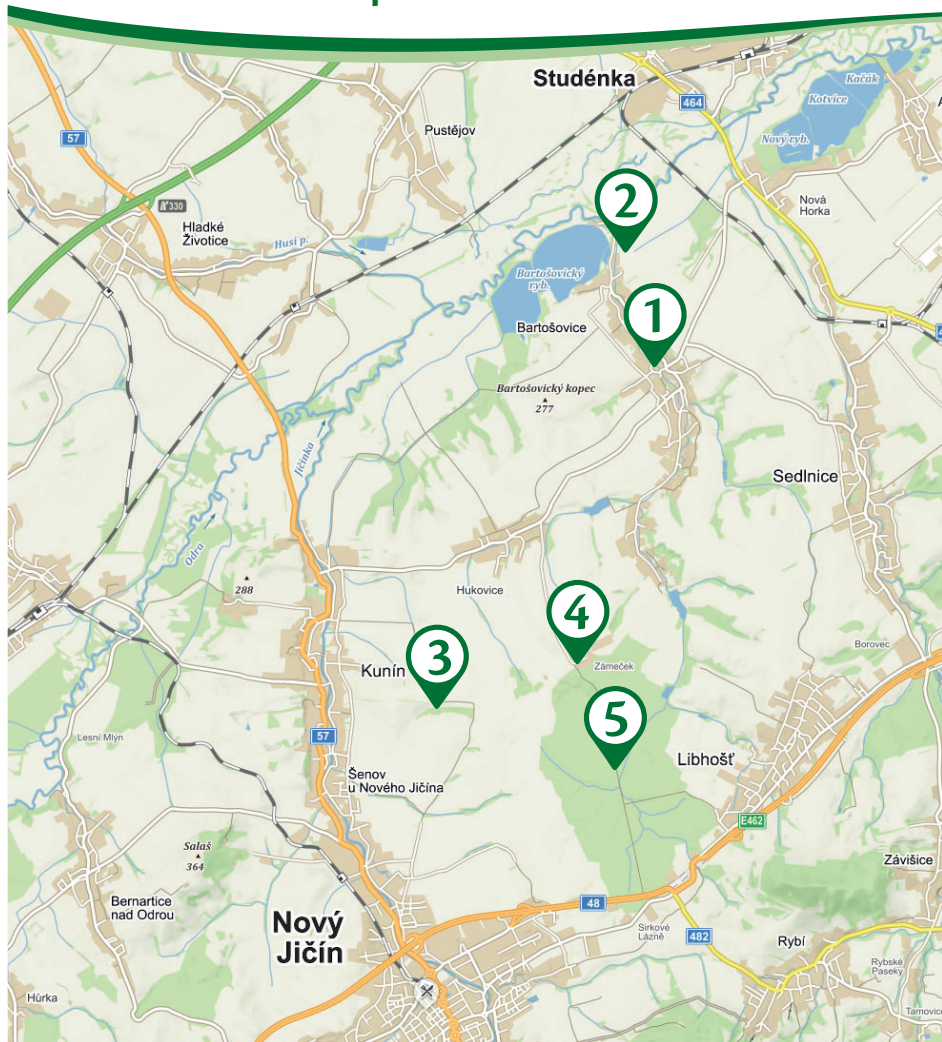 Studénka
Kačák
Kotvice
464
Nový ryb.
57
Pustějov
2
Nová
Horka
330
Hladké
Životice
Husí p.
Bartošovický
ryb.
1
Bartošovice
Bartošovický kopec
277
Jičínka
Sedlnice
Odra
288
Hukovice
4
Borovec
3
Kunín
Zámeček
5
Lesní Mlýn
57
Libhošť
Šenov
u Nového Jičína
E462
Salaš
364
Závišice
Bernartice
nad Odrou
48
Nový
Jičín
Sirkové
Lázně
482
Rybí
Rybské
Paseky
Hůrka
Tamovice